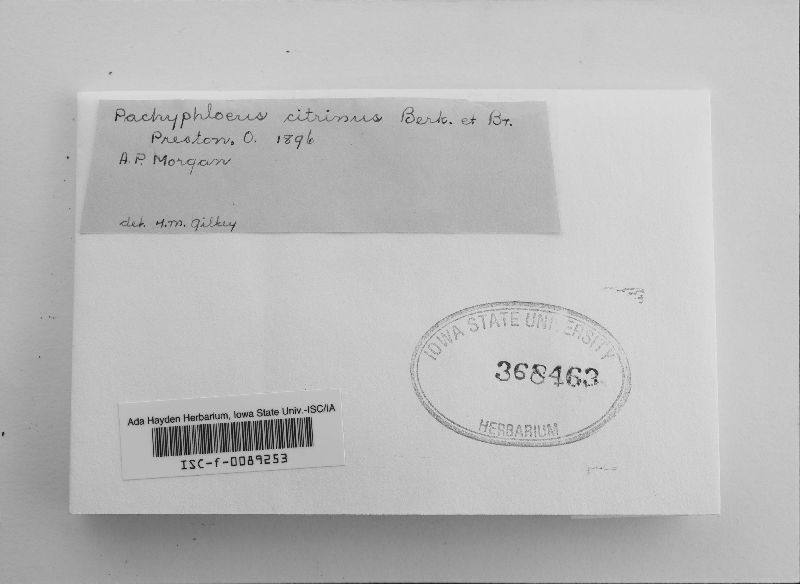 Pachyphloeus citrinus Berk. et Br.
Preston, O. 1896
A.P. Morgan
det. H.M. Gilkey
IOWA STATE UNIVERSITY
368463
HERBARIUM
Ada Hayden Herbarium, Iowa State Univ.-ISC/IA
ISC-f-0089253